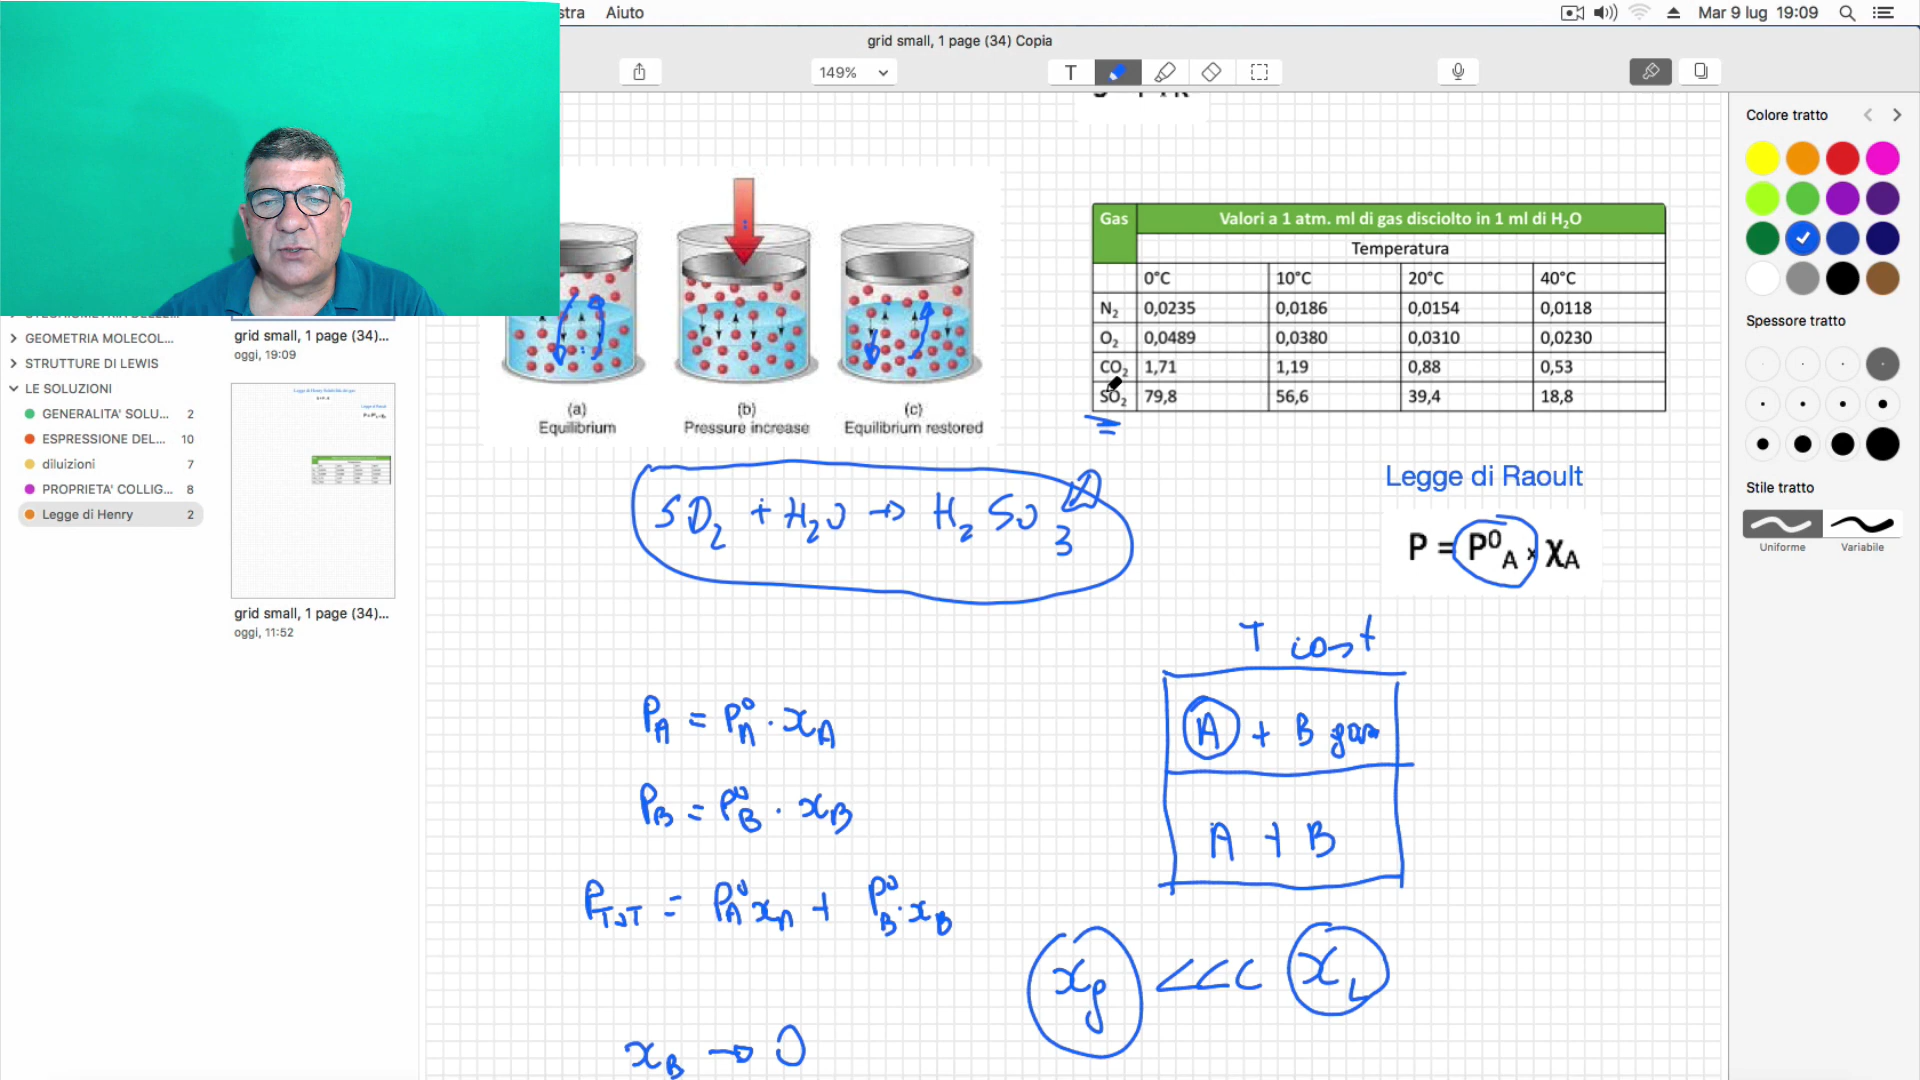 stra Aiuto
Mar 9 lug 19:09
grid small, 1 page (34) Copia
149%
T
Colore tratto
Spessore tratto
Stile tratto
Uniforme Variabile
GEOMETRIA MOLECOL...
STRUTTURE DI LEWIS
LE SOLUZIONI
GENERALITA' SOLU... 2
ESPRESSIONE DEL... 10
diluizioni 7
PROPRIETA' COLLIG... 8
Legge di Henry 2
grid small, 1 page (34)...
oggi, 19:09
grid small, 1 page (34)...
oggi, 11:52
(a) (b) (c)
Equilibrium Pressure increase Equilibrium restored
Gas Valori a 1 atm. ml di gas disciolto in 1 ml di H₂O
Temperatura
0°C 10°C 20°C 40°C
N₂ 0,0235 0,0186 0,0154 0,0118
O₂ 0,0489 0,0380 0,0310 0,0230
CO₂ 1,71 1,19 0,88 0,53
SO₂ 79,8 56,6 39,4 18,8
SO₂ + H₂O → H₂SO₃
Legge di Raoult
P = P⁰A × χA
T cost
A + B gas
A + B
PA = P⁰A · xA
PB = P⁰B · xB
PTOT = P⁰A xA + P⁰B · xB
xg <<< xL
xB → 0